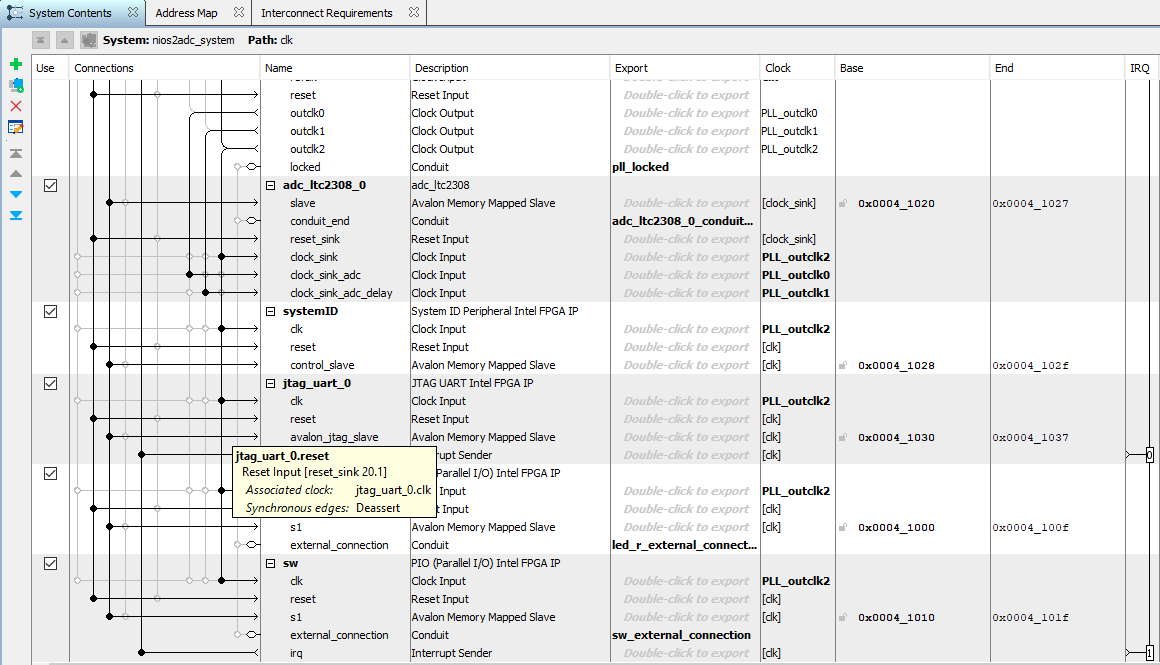 System Contents Address Map Interconnect Requirements
System: nios2adc_system Path: clk
Use Connections Name Description Export Clock Base End IRQ
reset Reset Input Double-click to export
outclk0 Clock Output Double-click to export PLL_outclk0
outclk1 Clock Output Double-click to export PLL_outclk1
outclk2 Clock Output Double-click to export PLL_outclk2
locked Conduit pll_locked
adc_ltc2308_0 adc_ltc2308
slave Avalon Memory Mapped Slave Double-click to export [clock_sink] 0x0004_1020 0x0004_1027
conduit_end Conduit adc_ltc2308_0_conduit...
reset_sink Reset Input Double-click to export [clock_sink]
clock_sink Clock Input Double-click to export PLL_outclk2
clock_sink_adc Clock Input Double-click to export PLL_outclk0
clock_sink_adc_delay Clock Input Double-click to export PLL_outclk1
systemID System ID Peripheral Intel FPGA IP
clk Clock Input Double-click to export PLL_outclk2
reset Reset Input Double-click to export [clk]
control_slave Avalon Memory Mapped Slave Double-click to export [clk] 0x0004_1028 0x0004_102f
jtag_uart_0 JTAG UART Intel FPGA IP
clk Clock Input Double-click to export PLL_outclk2
reset Reset Input Double-click to export [clk]
avalon_jtag_slave Avalon Memory Mapped Slave Double-click to export [clk] 0x0004_1030 0x0004_1037
jtag_uart_0.reset
rupt Sender Double-click to export [clk] 0
Reset Input [reset_sink 20.1]
(Parallel I/O) Intel FPGA IP
Associated clock: jtag_uart_0.clk
Input Double-click to export PLL_outclk2
Synchronous edges: Deassert
Input Double-click to export [clk]
s1 Avalon Memory Mapped Slave Double-click to export [clk] 0x0004_1000 0x0004_100f
external_connection Conduit led_r_external_connect...
sw PIO (Parallel I/O) Intel FPGA IP
clk Clock Input Double-click to export PLL_outclk2
reset Reset Input Double-click to export [clk]
s1 Avalon Memory Mapped Slave Double-click to export [clk] 0x0004_1010 0x0004_101f
external_connection Conduit sw_external_connection
irq Interrupt Sender Double-click to export [clk] 1